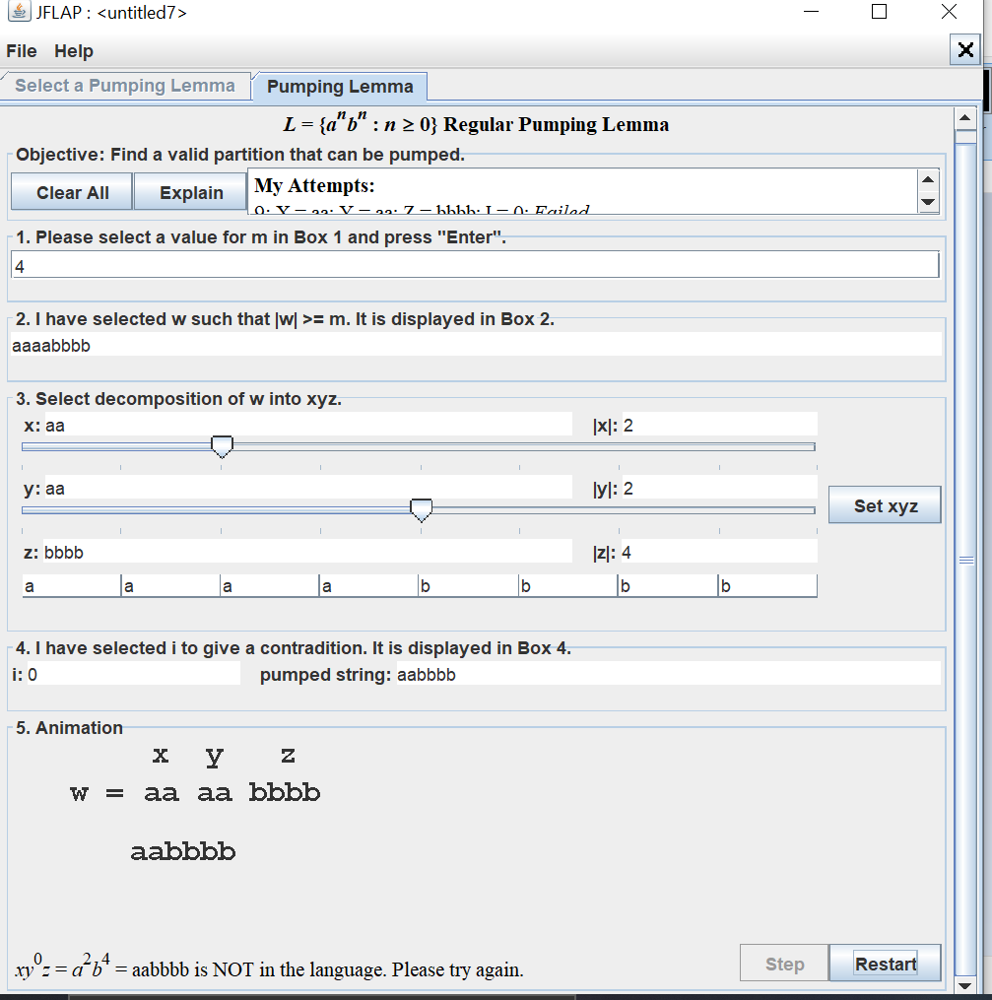 JFLAP : <untitled7>
File Help
Select a Pumping Lemma Pumping Lemma
L = {aⁿbⁿ : n ≥ 0} Regular Pumping Lemma
Objective: Find a valid partition that can be pumped.
Clear All Explain
My Attempts:
9: X = aa; Y = aa; Z = bbbb; I = 0; Failed
1. Please select a value for m in Box 1 and press "Enter".
4
2. I have selected w such that |w| >= m. It is displayed in Box 2.
aaaabbbb
3. Select decomposition of w into xyz.
x: aa |x|: 2
y: aa |y|: 2
Set xyz
z: bbbb |z|: 4
a a a a b b b b
4. I have selected i to give a contradition. It is displayed in Box 4.
i: 0 pumped string: aabbbb
5. Animation
x y z
w = aa aa bbbb
aabbbb
xy⁰z = a²b⁴ = aabbbb is NOT in the language. Please try again.
Step Restart